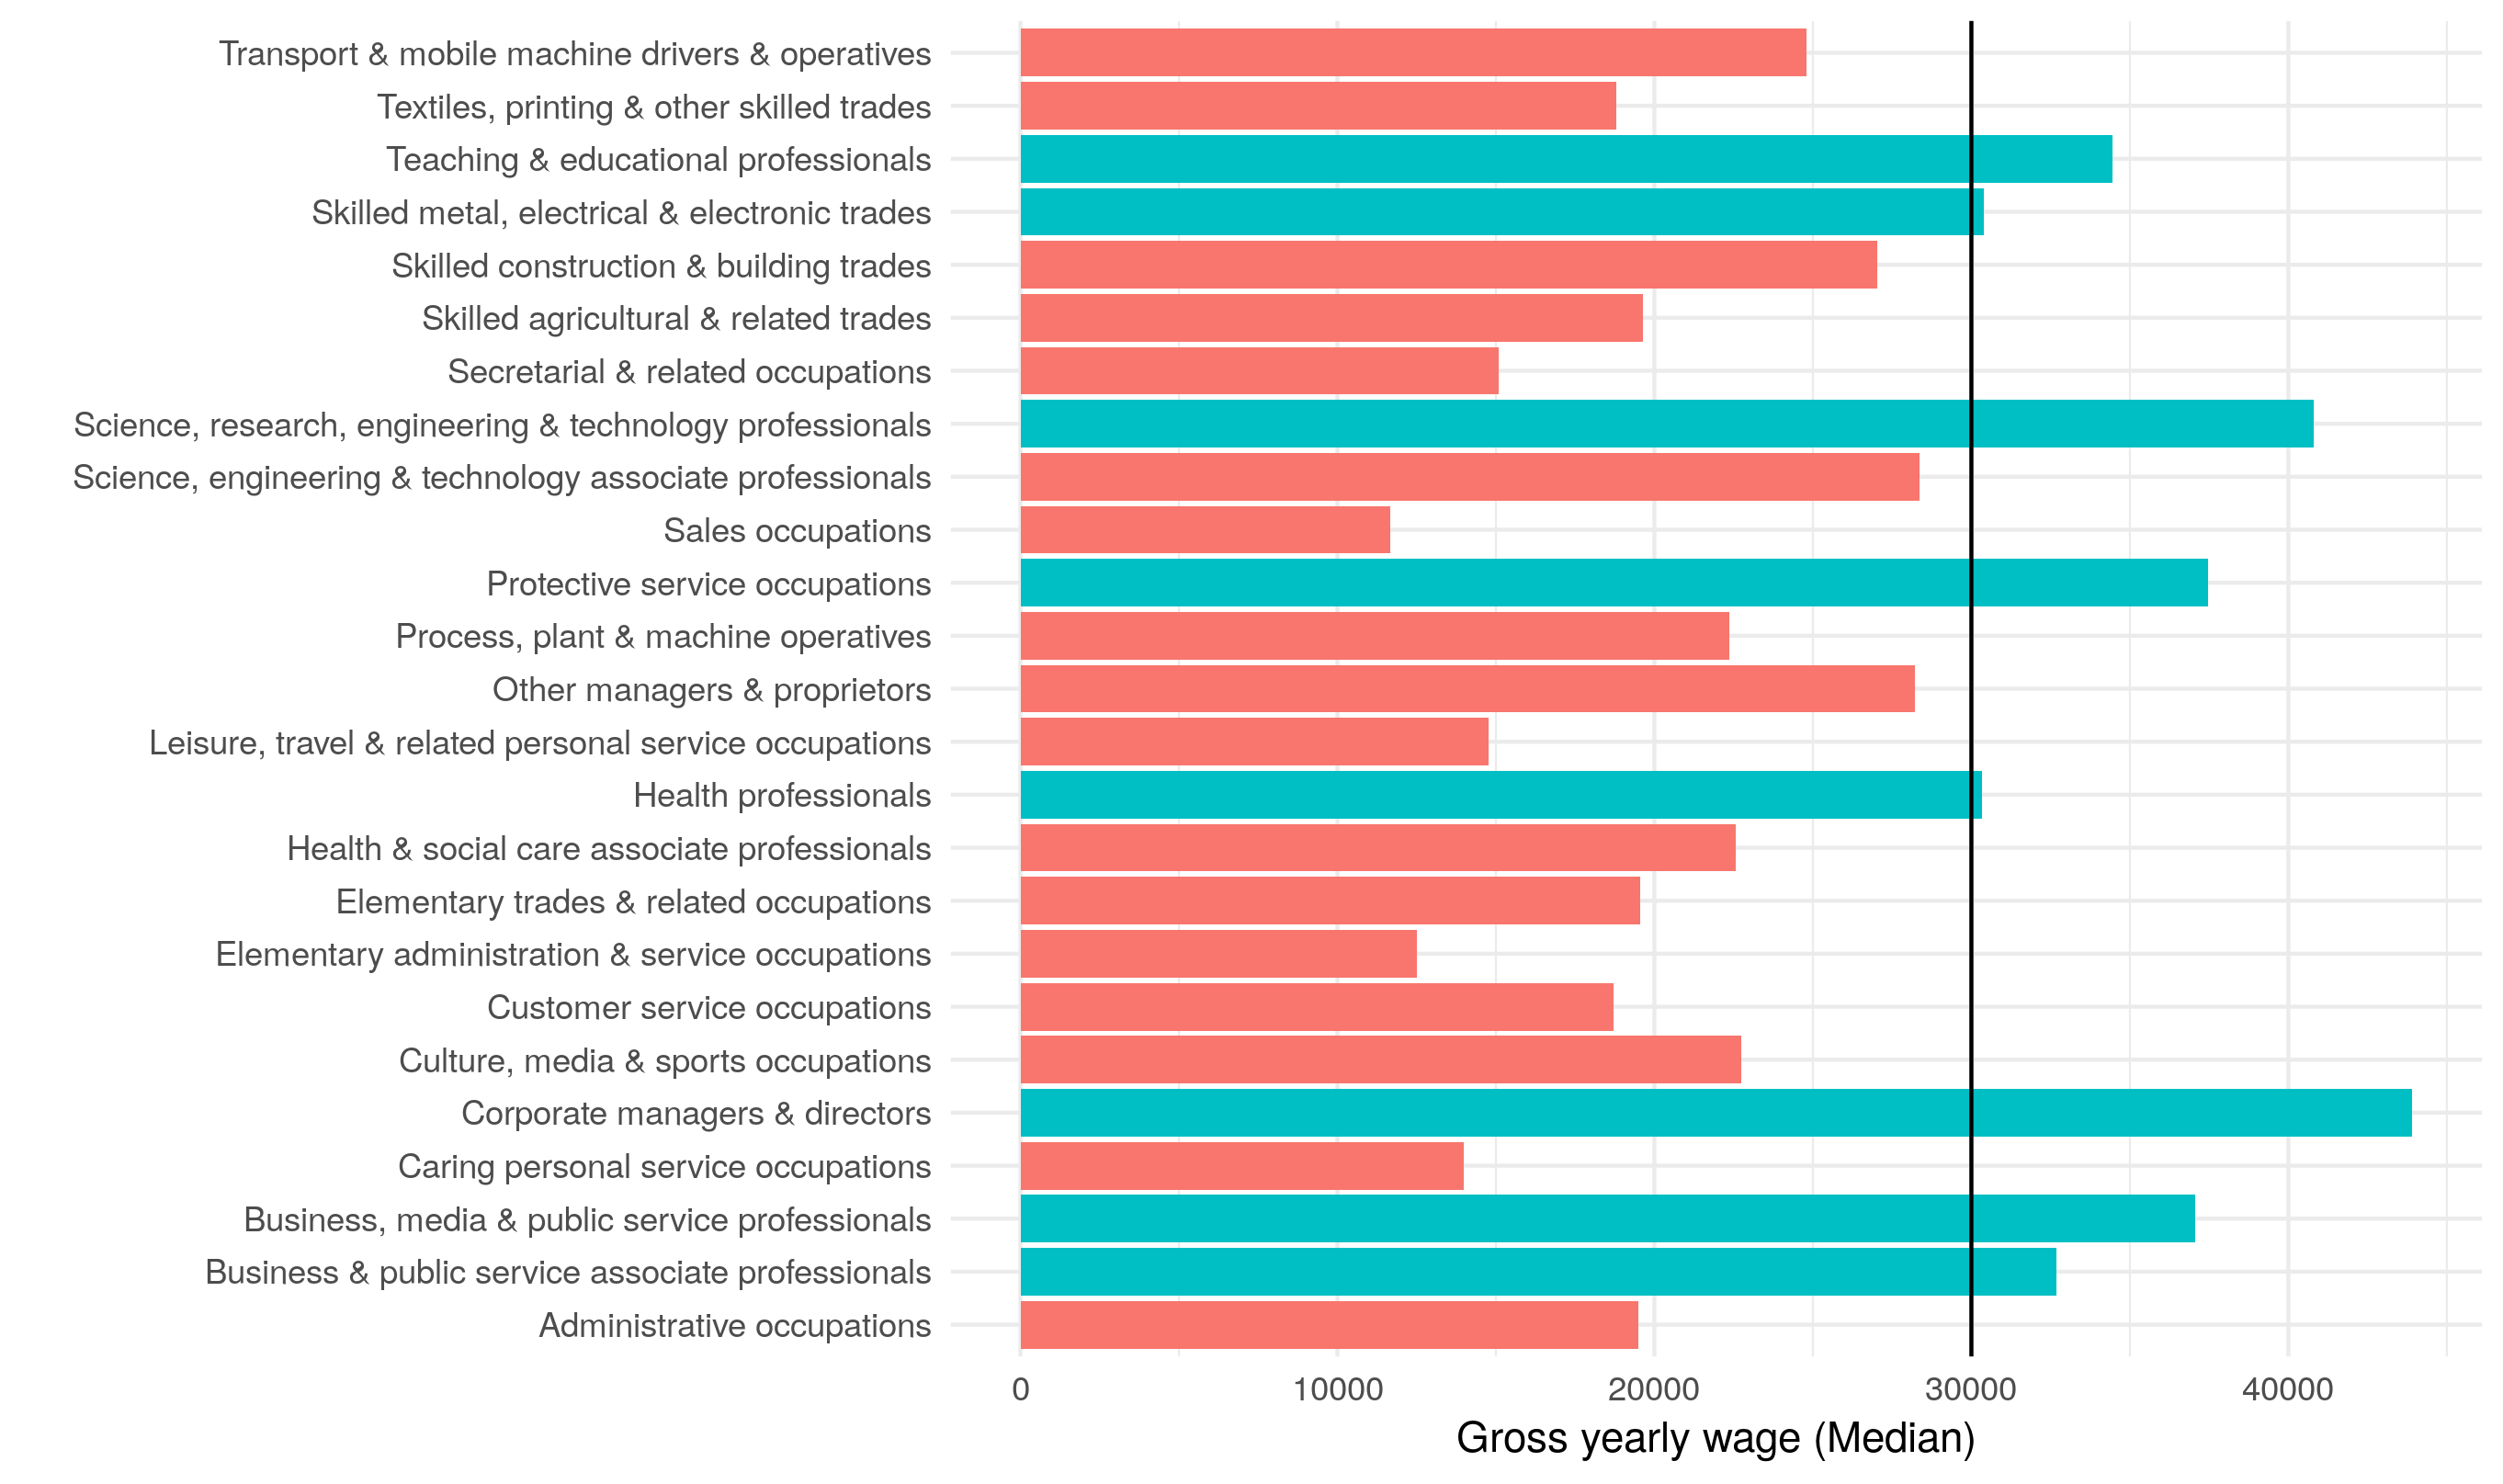 Transport & mobile machine drivers & operatives
Textiles, printing & other skilled trades
Teaching & educational professionals
Skilled metal, electrical & electronic trades
Skilled construction & building trades
Skilled agricultural & related trades
Secretarial & related occupations
Science, research, engineering & technology professionals
Science, engineering & technology associate professionals
Sales occupations
Protective service occupations
Process, plant & machine operatives
Other managers & proprietors
Leisure, travel & related personal service occupations
Health professionals
Health & social care associate professionals
Elementary trades & related occupations
Elementary administration & service occupations
Customer service occupations
Culture, media & sports occupations
Corporate managers & directors
Caring personal service occupations
Business, media & public service professionals
Business & public service associate professionals
Administrative occupations
0 10000 20000 30000 40000
Gross yearly wage (Median)